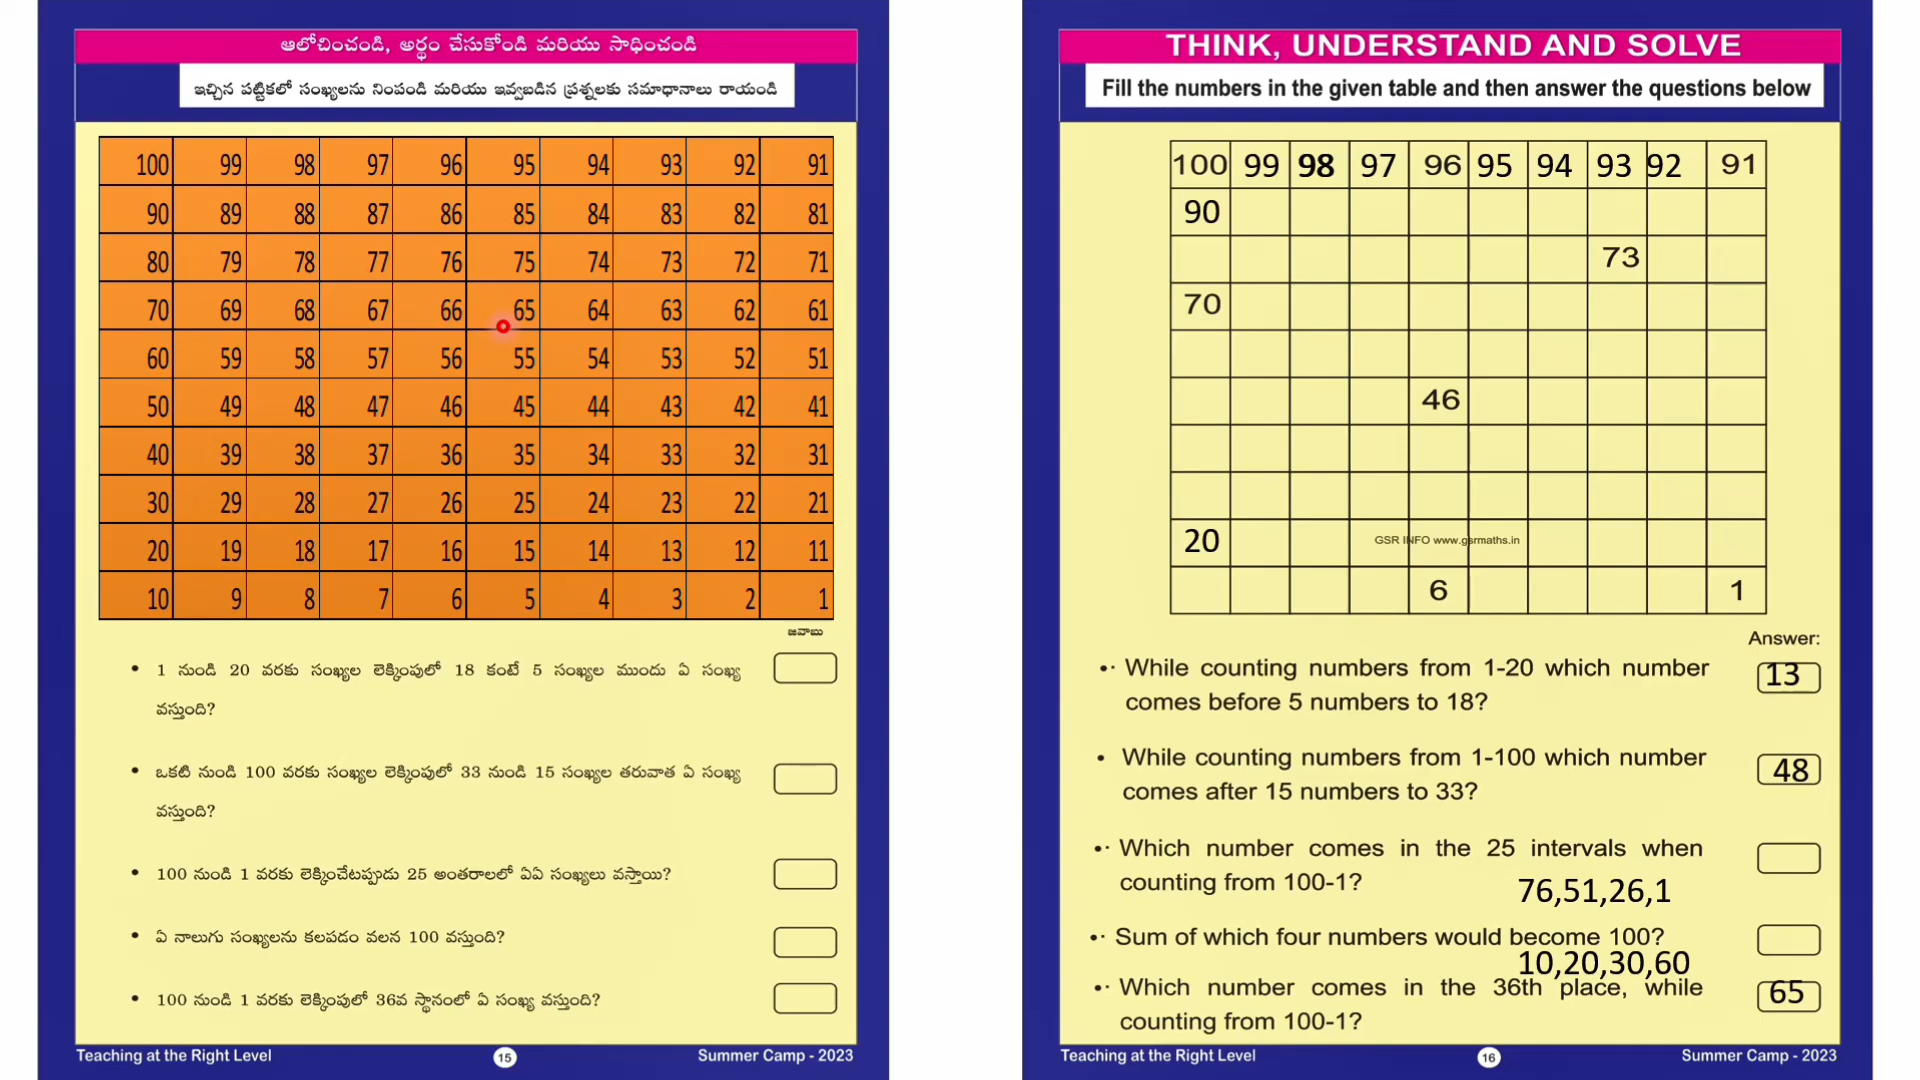 ఆలోచించండి, అర్థం చేసుకోండి మరియు సాధించండి
ఇచ్చిన పట్టికలో సంఖ్యలను నింపండి మరియు ఇవ్వబడిన ప్రశ్నలకు సమాధానాలు రాయండి
100 99 98 97 96 95 94 93 92 91
90 89 88 87 86 85 84 83 82 81
80 79 78 77 76 75 74 73 72 71
70 69 68 67 66 65 64 63 62 61
60 59 58 57 56 55 54 53 52 51
50 49 48 47 46 45 44 43 42 41
40 39 38 37 36 35 34 33 32 31
30 29 28 27 26 25 24 23 22 21
20 19 18 17 16 15 14 13 12 11
10 9 8 7 6 5 4 3 2 1
జవాబు
• 1 నుండి 20 వరకు సంఖ్యల లెక్కింపులో 18 కంటే 5 సంఖ్యల ముందు ఏ సంఖ్య
వస్తుంది?
• ఒకటి నుండి 100 వరకు సంఖ్యల లెక్కింపులో 33 నుండి 15 సంఖ్యల తరువాత ఏ సంఖ్య
వస్తుంది?
• 100 నుండి 1 వరకు లెక్కించేటప్పుడు 25 అంతరాలలో ఏఏ సంఖ్యలు వస్తాయి?
• ఏ నాలుగు సంఖ్యలను కలపడం వలన 100 వస్తుంది?
• 100 నుండి 1 వరకు లెక్కింపులో 36వ స్థానంలో ఏ సంఖ్య వస్తుంది?
Teaching at the Right Level 15 Summer Camp - 2023
THINK, UNDERSTAND AND SOLVE
Fill the numbers in the given table and then answer the questions below
100 99 98 97 96 95 94 93 92 91
90
73
70
46
20 GSR INFO www.gsrmaths.in
6 1
Answer:
•· While counting numbers from 1-20 which number 13
comes before 5 numbers to 18?
• While counting numbers from 1-100 which number 48
comes after 15 numbers to 33?
•· Which number comes in the 25 intervals when
counting from 100-1? 76,51,26,1
•· Sum of which four numbers would become 100?
10,20,30,60
•· Which number comes in the 36th place, while 65
counting from 100-1?
Teaching at the Right Level 16 Summer Camp - 2023